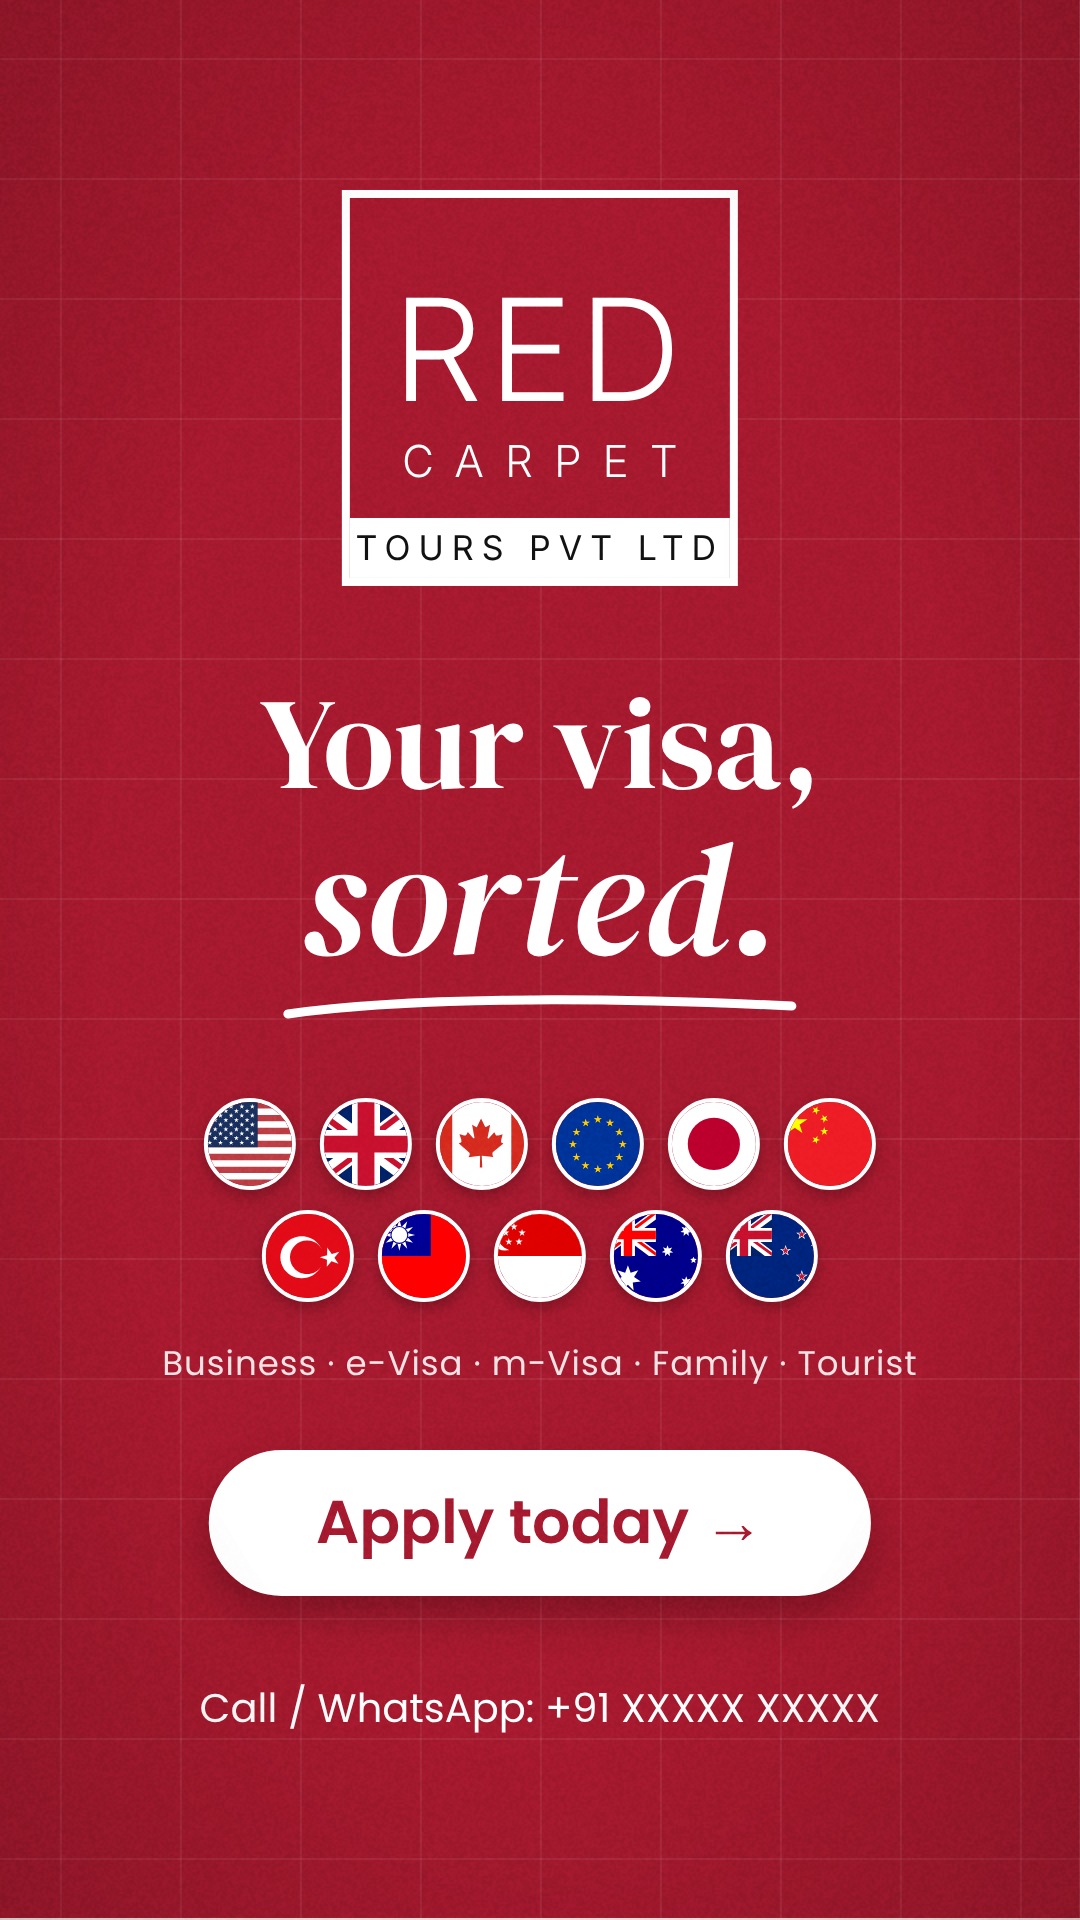 RED
CARPET
TOURS PVT LTD
Your visa,
sorted.
Business · e-Visa · m-Visa · Family · Tourist
Apply today →
Call / WhatsApp: +91 XXXXX XXXXX